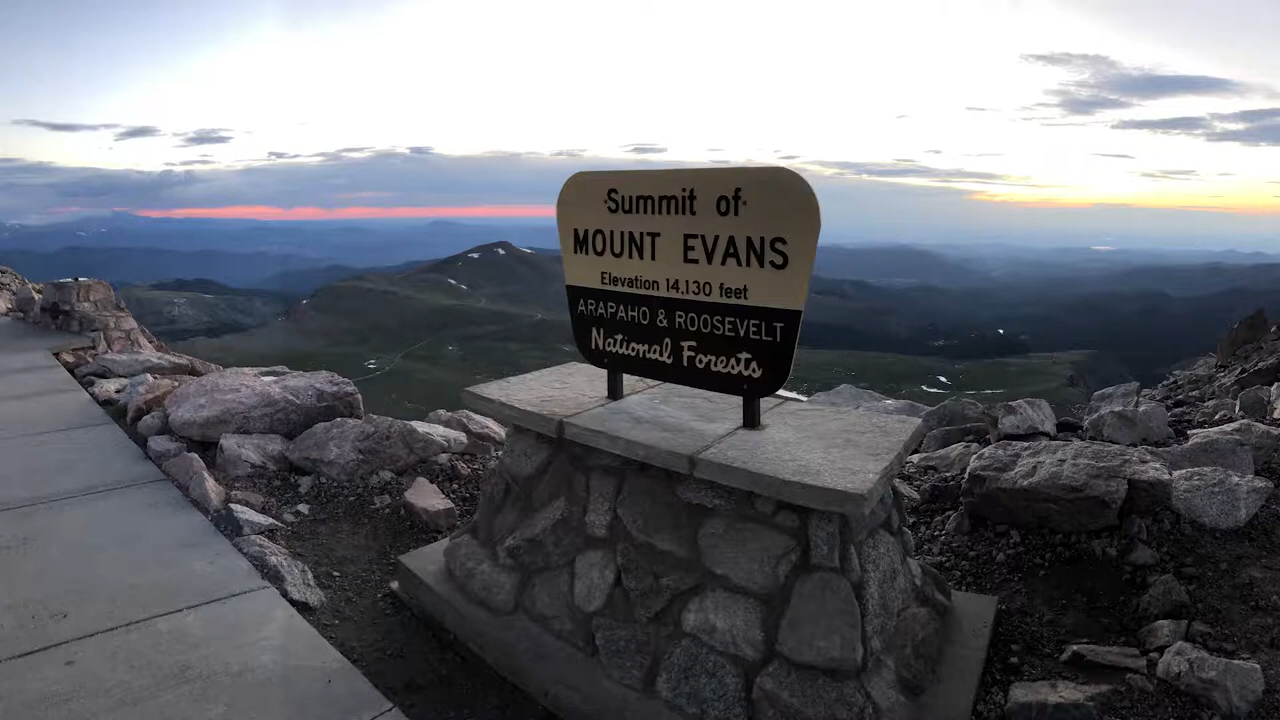 Summit of
MOUNT EVANS
Elevation 14,130 feet
ARAPAHO & ROOSEVELT
National Forests